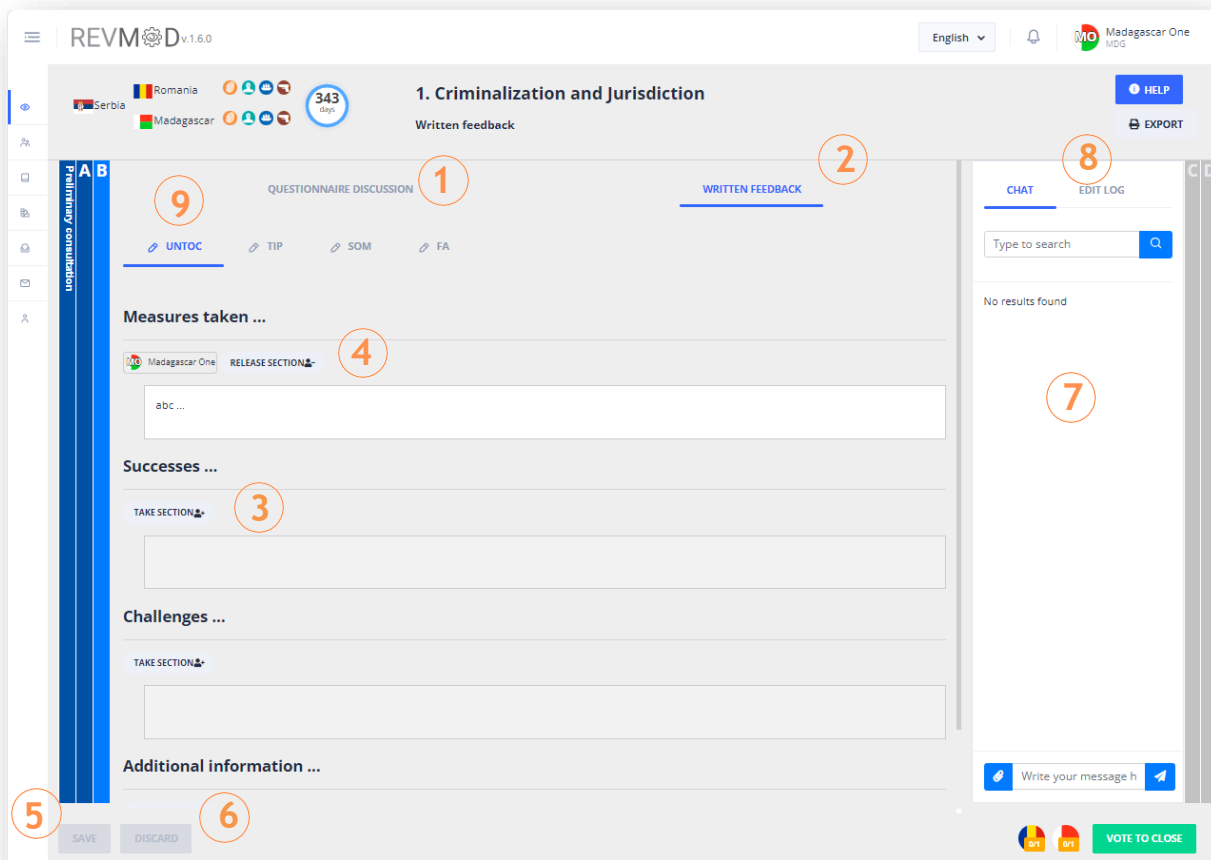 REVMOD v.1.6.0
English
MO
Madagascar One
MDG
Serbia
Romania
Madagascar
343
days
1. Criminalization and Jurisdiction
Written feedback
HELP
EXPORT
Preliminary consultation
A
B
C
D
QUESTIONNAIRE DISCUSSION
1
WRITTEN FEEDBACK
2
9
UNTOC
TIP
SOM
FA
Measures taken ...
MO Madagascar One
RELEASE SECTION
4
abc ...
Successes ...
TAKE SECTION
3
Challenges ...
TAKE SECTION
Additional information ...
5
SAVE
DISCARD
6
8
CHAT
EDIT LOG
Type to search
No results found
7
Write your message h
0/1
0/1
VOTE TO CLOSE